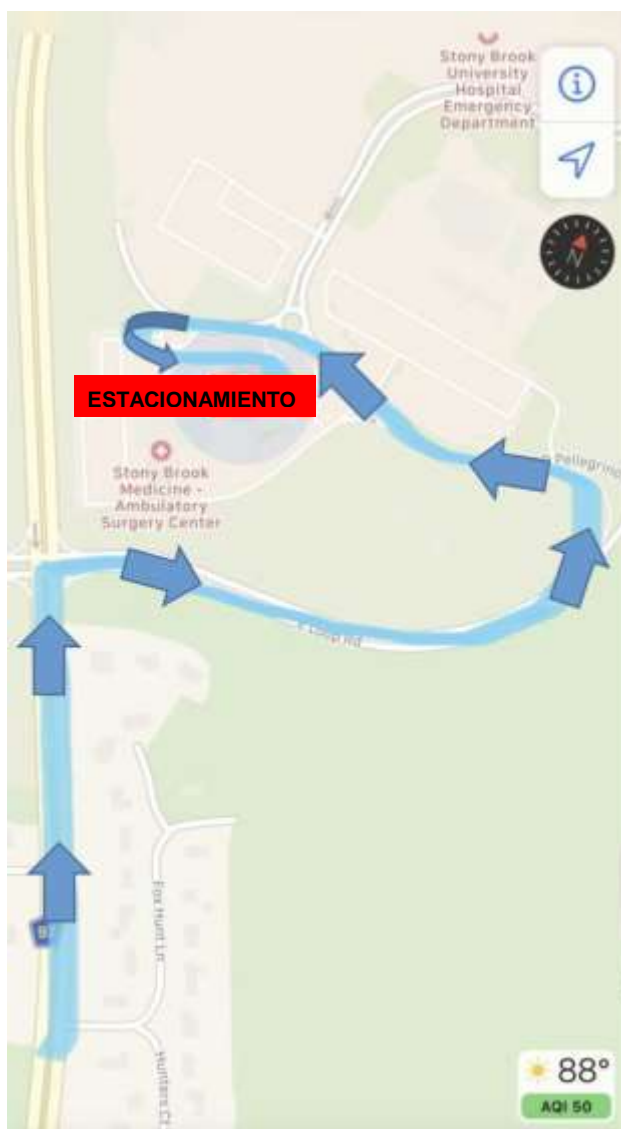 Stony Brook
University
Hospital
Emergency
Department
N
ESTACIONAMIENTO
Stony Brook
Medicine -
Ambulatory
Surgery Center
Pellegrino
Rd
Fox Hunt Ln
Hunters Ct
88°
AQI 50